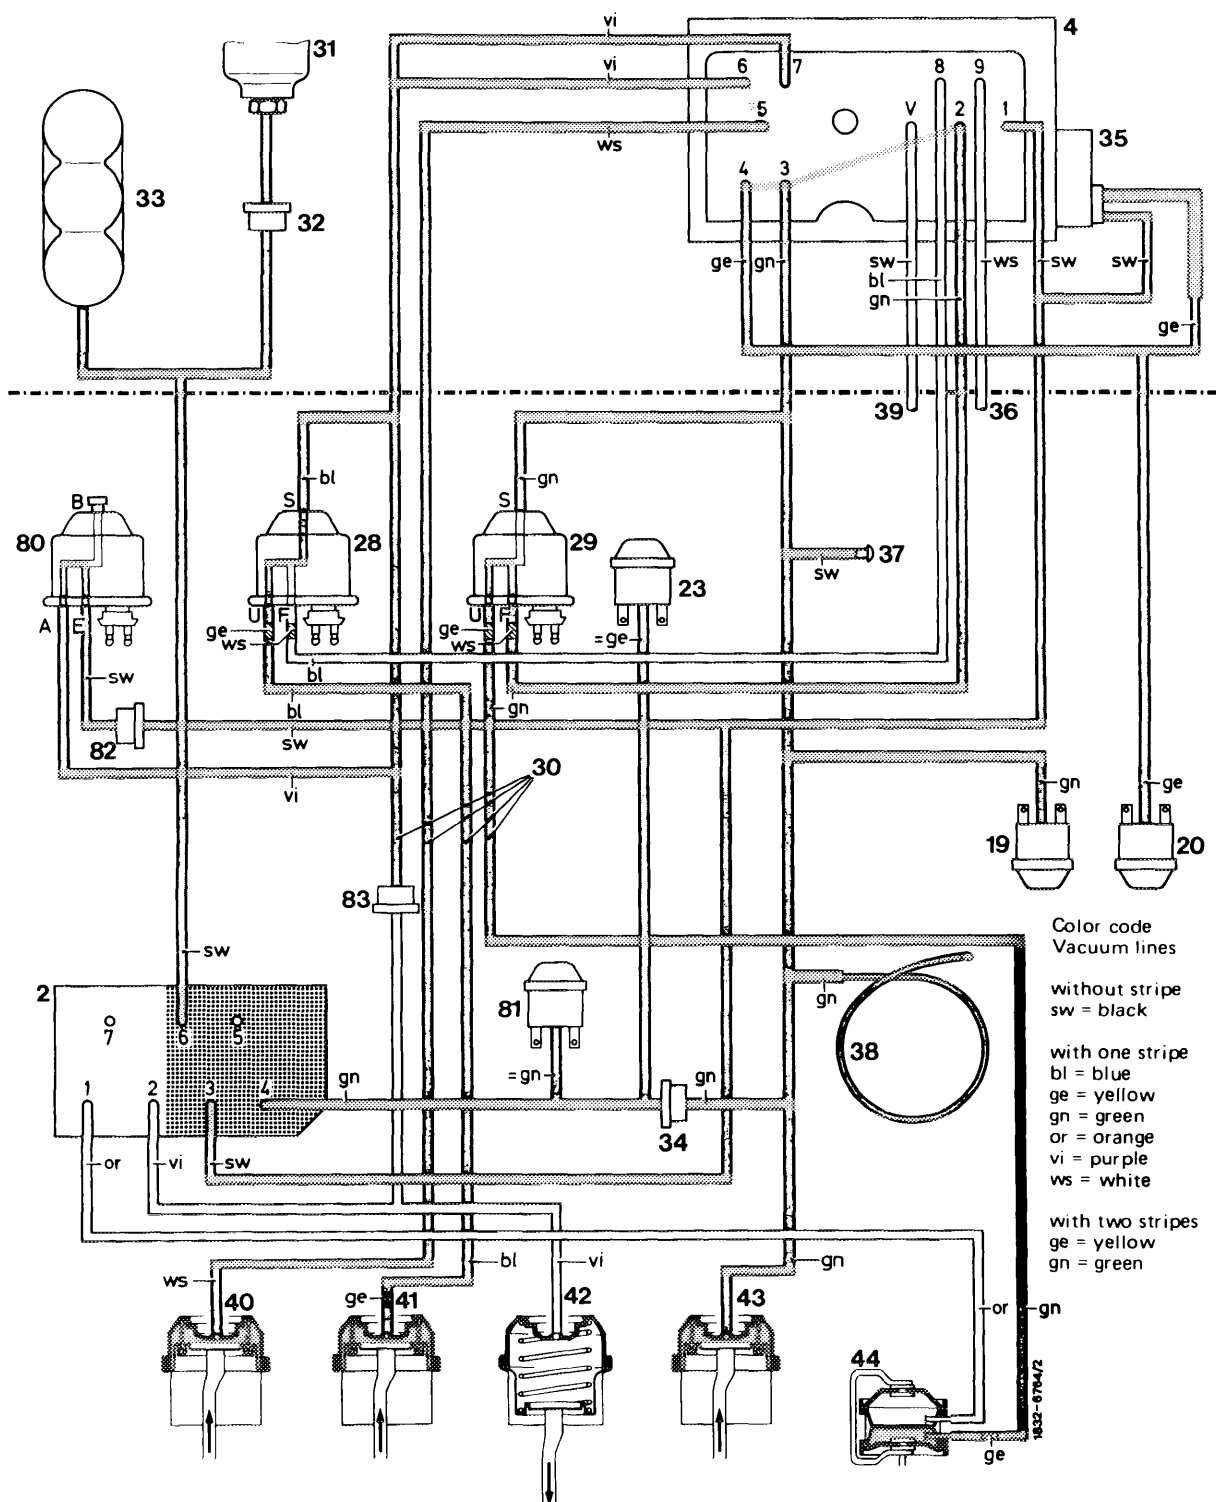 vi
4
31
6
7
8
9
vi
5
V
2
1
35
ws
33
4
3
32
ge
gn
sw
bl
gn
ws
sw
sw
ge
39
36
bl
gn
B
S
S
80
28
29
23
37
sw
A
E
U
F
U
F
ge
ws
ge
ws
=ge
sw
bl
bl
gn
82
sw
vi
30
gn
ge
19
20
83
Color code
Vacuum lines
without stripe
sw = black
with one stripe
bl = blue
ge = yellow
gn = green
or = orange
vi = purple
ws = white
with two stripes
ge = yellow
gn = green
sw
2
7
6
5
81
gn
38
1
2
3
4
gn
=gn
gn
34
or
vi
sw
ws
bl
vi
gn
40
ge
41
42
43
or
gn
44
1832-6764/2
ge